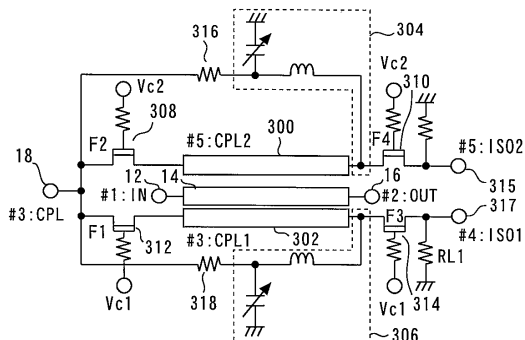 316
304
Vc2
Vc2
308
310
F2
F4
#5:CPL2
300
#5:ISO2
18
12
14
16
315
#1:IN
#2:OUT
317
#3:CPL
F1
F3
312
#3:CPL1
302
#4:ISO1
318
314
RL1
Vc1
Vc1
306